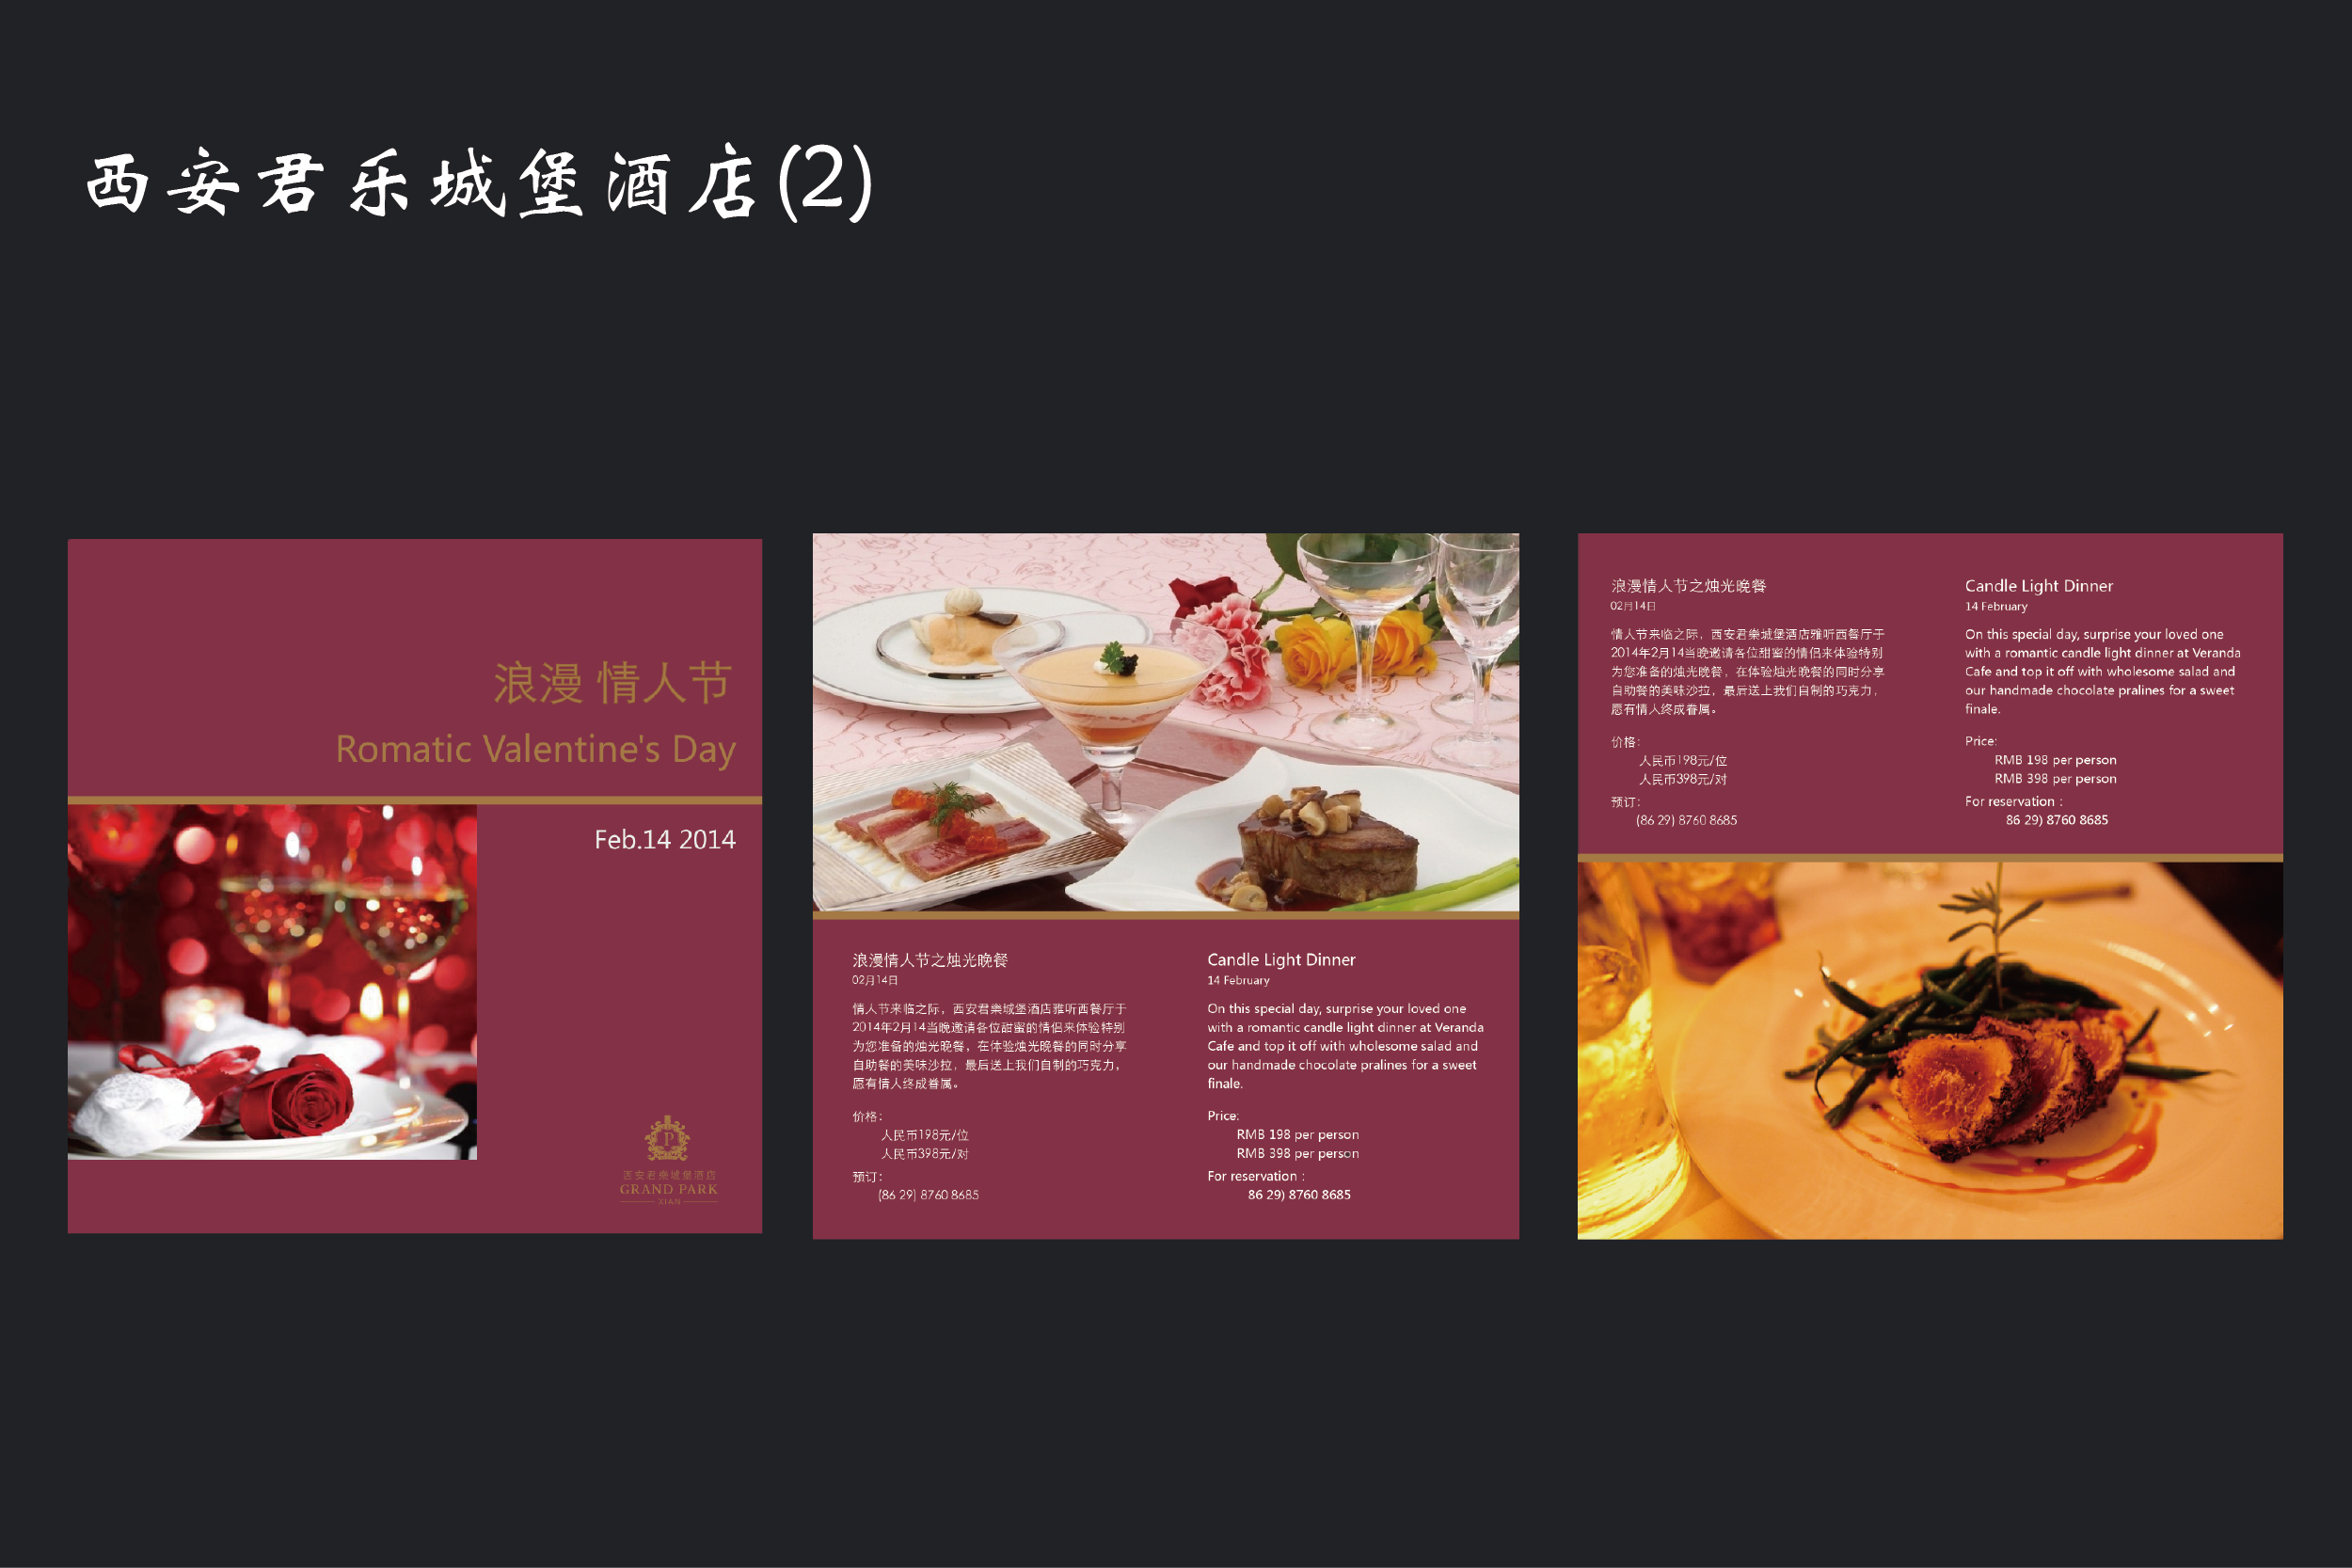 西安君乐城堡酒店(2)
浪漫 情人节
Romatic Valentine's Day
Feb.14 2014
P
西安君樂城堡酒店
GRAND PARK
XIAN
浪漫情人节之烛光晚餐
02月14日
情人节来临之际，西安君樂城堡酒店雅听西餐厅于
2014年2月14当晚邀请各位甜蜜的情侣来体验特别
为您准备的烛光晚餐，在体验烛光晚餐的同时分享
自助餐的美味沙拉，最后送上我们自制的巧克力，
愿有情人终成眷属。
价格：
人民币198元/位
人民币398元/对
预订：
(86 29) 8760 8685
Candle Light Dinner
14 February
On this special day, surprise your loved one
with a romantic candle light dinner at Veranda
Cafe and top it off with wholesome salad and
our handmade chocolate pralines for a sweet
finale.
Price:
RMB 198 per person
RMB 398 per person
For reservation :
86 29) 8760 8685
浪漫情人节之烛光晚餐
02月14日
情人节来临之际，西安君樂城堡酒店雅听西餐厅于
2014年2月14当晚邀请各位甜蜜的情侣来体验特别
为您准备的烛光晚餐，在体验烛光晚餐的同时分享
自助餐的美味沙拉，最后送上我们自制的巧克力，
愿有情人终成眷属。
价格：
人民币198元/位
人民币398元/对
预订：
(86 29) 8760 8685
Candle Light Dinner
14 February
On this special day, surprise your loved one
with a romantic candle light dinner at Veranda
Cafe and top it off with wholesome salad and
our handmade chocolate pralines for a sweet
finale.
Price:
RMB 198 per person
RMB 398 per person
For reservation :
86 29) 8760 8685